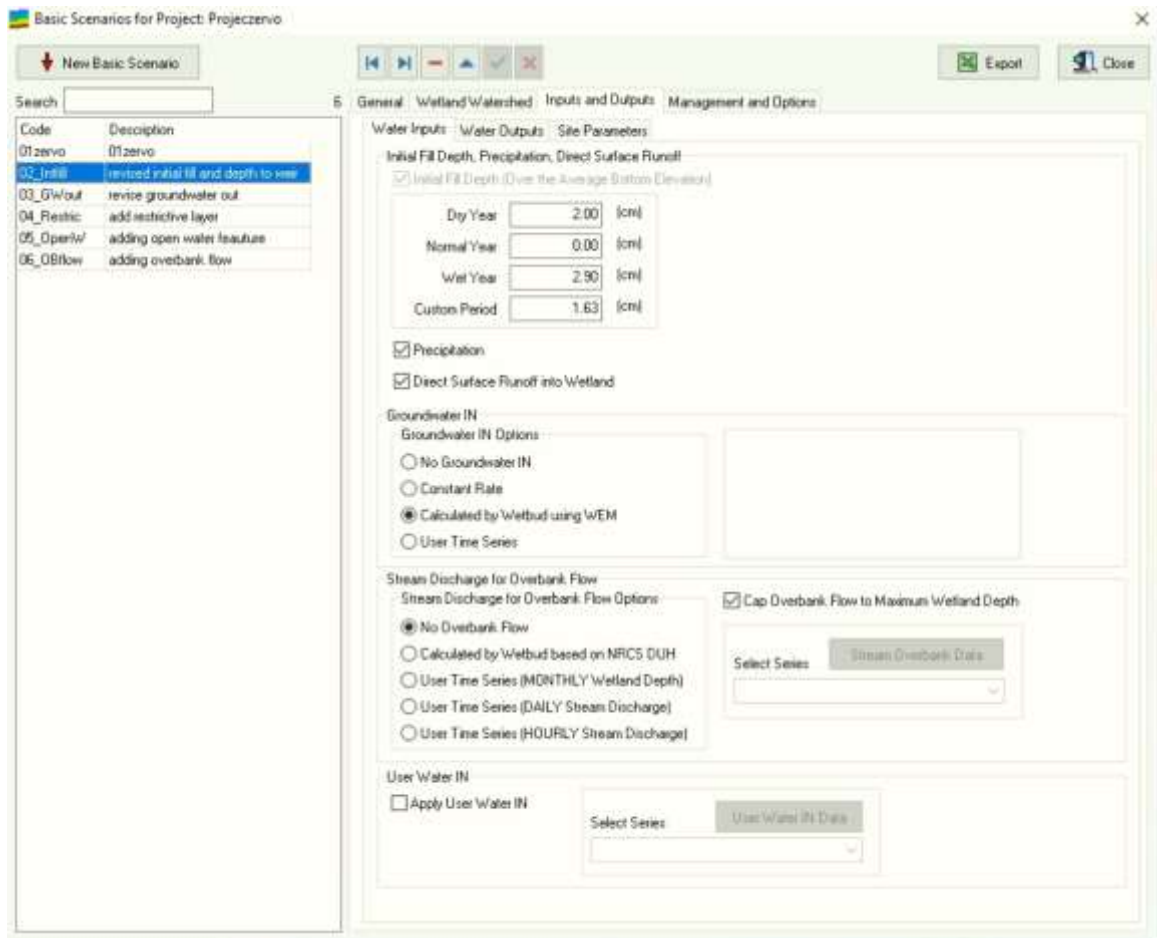 Basic Scenarios for Project: Projeczervo
New Basic Scenario
Export
Close
Search
6
General Wetland Watershed Inputs and Outputs Management and Options
Code Desciption
01zervo 01zervo
02_Initfill revized initial fill and depth to weir
03_GWout revise groundwater out
04_Restric add restrictive layer
05_OpenW adding open water feauture
06_OBflow adding overbank flow
Water Inputs Water Outputs Site Parameters
Initial Fill Depth, Precipitation, Direct Surface Runoff
Initial Fill Depth (Over the Average Bottom Elevation)
Dry Year 2.00 [cm]
Normal Year 0.00 [cm]
Wet Year 2.90 [cm]
Custom Period 1.63 [cm]
Precipitation
Direct Surface Runoff into Wetland
Groundwater IN
Groundwater IN Options
No Groundwater IN
Constant Rate
Calculated by Wetbud using WEM
User Time Series
Stream Discharge for Overbank Flow
Stream Discharge for Overbank Flow Options
No Overbank Flow
Calculated by Wetbud based on NRCS DUH
User Time Series (MONTHLY Wetland Depth)
User Time Series (DAILY Stream Discharge)
User Time Series (HOURLY Stream Discharge)
Cap Overbank Flow to Maximum Wetland Depth
Select Series
Stream Overbank Data
User Water IN
Apply User Water IN
Select Series
User Water IN Data